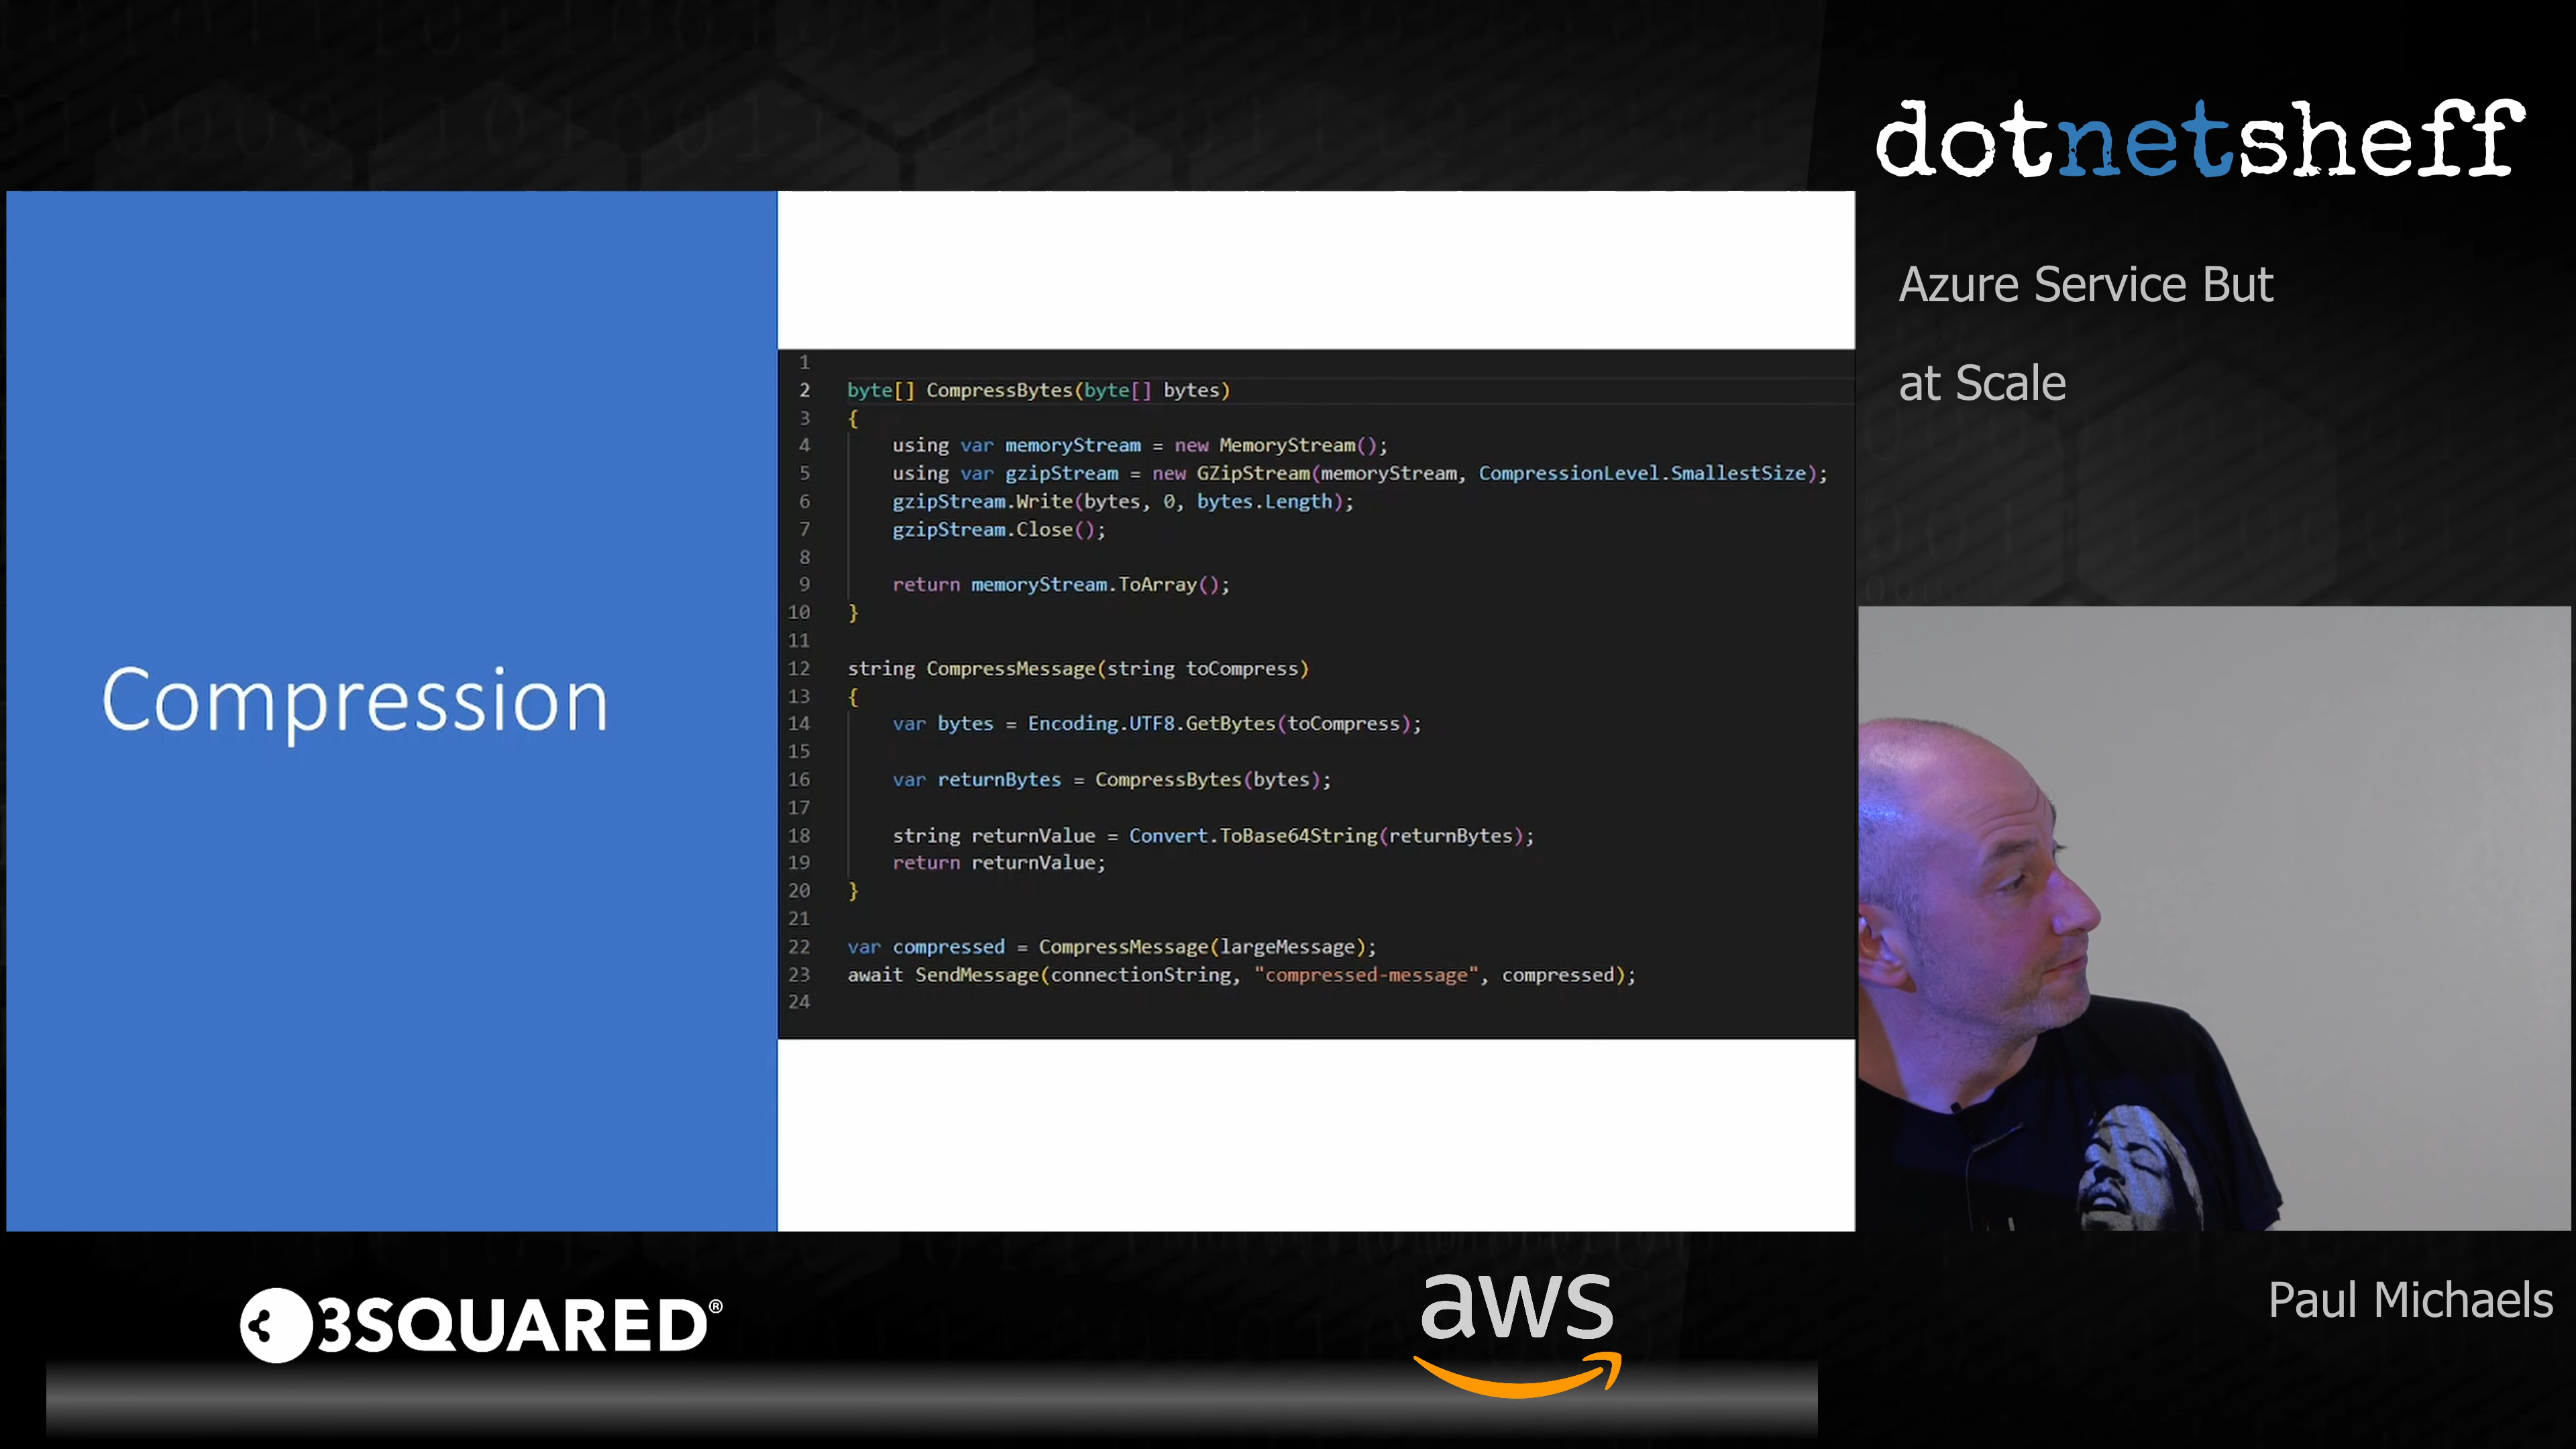 dotnetsheff
Azure Service But
at Scale
Compression
1
2 byte[] CompressBytes(byte[] bytes)
3 {
4 using var memoryStream = new MemoryStream();
5 using var gzipStream = new GZipStream(memoryStream, CompressionLevel.SmallestSize);
6 gzipStream.Write(bytes, 0, bytes.Length);
7 gzipStream.Close();
8
9 return memoryStream.ToArray();
10 }
11
12 string CompressMessage(string toCompress)
13 {
14 var bytes = Encoding.UTF8.GetBytes(toCompress);
15
16 var returnBytes = CompressBytes(bytes);
17
18 string returnValue = Convert.ToBase64String(returnBytes);
19 return returnValue;
20 }
21
22 var compressed = CompressMessage(largeMessage);
23 await SendMessage(connectionString, "compressed-message", compressed);
24
3SQUARED®
aws
Paul Michaels